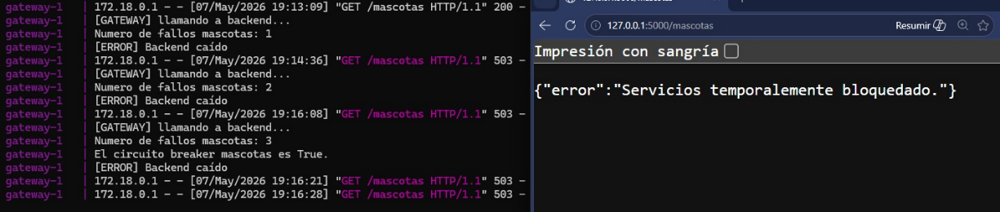 gateway-1 | 172.18.0.1 - - [07/May/2026 19:13:09] "GET /mascotas HTTP/1.1" 200 -
gateway-1 | [GATEWAY] llamando a backend...
gateway-1 | Numero de fallos mascotas: 1
gateway-1 | [ERROR] Backend caído
gateway-1 | 172.18.0.1 - - [07/May/2026 19:14:36] "GET /mascotas HTTP/1.1" 503 -
gateway-1 | [GATEWAY] llamando a backend...
gateway-1 | Numero de fallos mascotas: 2
gateway-1 | [ERROR] Backend caído
gateway-1 | 172.18.0.1 - - [07/May/2026 19:16:08] "GET /mascotas HTTP/1.1" 503 -
gateway-1 | [GATEWAY] llamando a backend...
gateway-1 | Numero de fallos mascotas: 3
gateway-1 | El circuito breaker mascotas es True.
gateway-1 | [ERROR] Backend caído
gateway-1 | 172.18.0.1 - - [07/May/2026 19:16:21] "GET /mascotas HTTP/1.1" 503 -
gateway-1 | 172.18.0.1 - - [07/May/2026 19:16:28] "GET /mascotas HTTP/1.1" 503 -
127.0.0.1:5000/mascotas
Resumir
Impresión con sangría
{"error":"Servicios temporalemente bloquedado."}